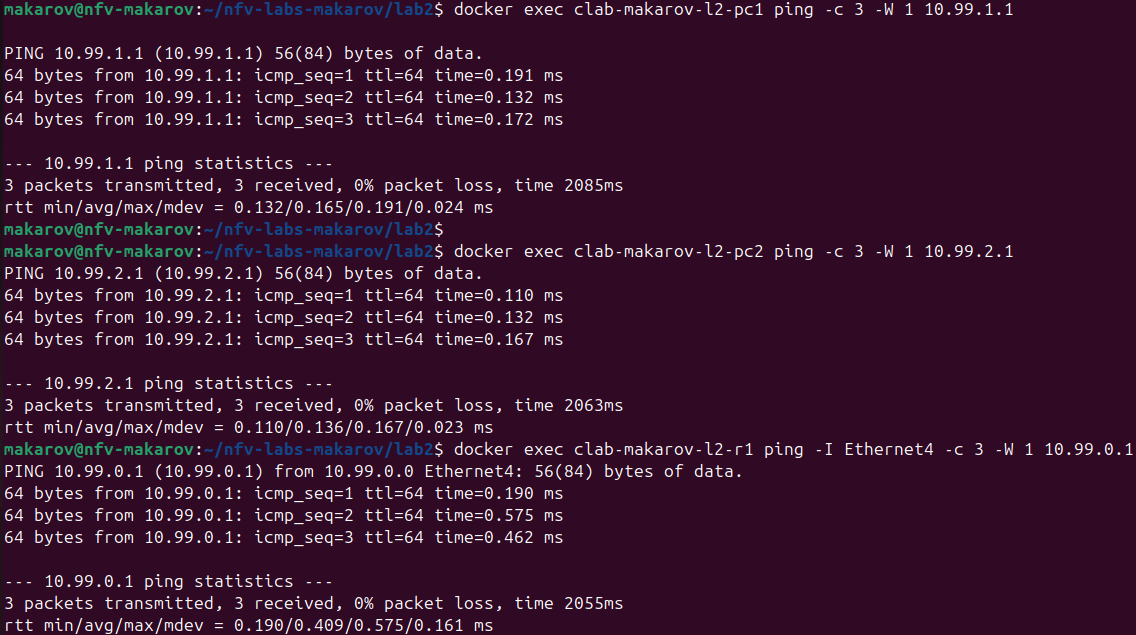 makarov@nfv-makarov:~/nfv-labs-makarov/lab2$ docker exec clab-makarov-l2-pc1 ping -c 3 -W 1 10.99.1.1
PING 10.99.1.1 (10.99.1.1) 56(84) bytes of data.
64 bytes from 10.99.1.1: icmp_seq=1 ttl=64 time=0.191 ms
64 bytes from 10.99.1.1: icmp_seq=2 ttl=64 time=0.132 ms
64 bytes from 10.99.1.1: icmp_seq=3 ttl=64 time=0.172 ms
--- 10.99.1.1 ping statistics ---
3 packets transmitted, 3 received, 0% packet loss, time 2085ms
rtt min/avg/max/mdev = 0.132/0.165/0.191/0.024 ms
makarov@nfv-makarov:~/nfv-labs-makarov/lab2$
makarov@nfv-makarov:~/nfv-labs-makarov/lab2$ docker exec clab-makarov-l2-pc2 ping -c 3 -W 1 10.99.2.1
PING 10.99.2.1 (10.99.2.1) 56(84) bytes of data.
64 bytes from 10.99.2.1: icmp_seq=1 ttl=64 time=0.110 ms
64 bytes from 10.99.2.1: icmp_seq=2 ttl=64 time=0.132 ms
64 bytes from 10.99.2.1: icmp_seq=3 ttl=64 time=0.167 ms
--- 10.99.2.1 ping statistics ---
3 packets transmitted, 3 received, 0% packet loss, time 2063ms
rtt min/avg/max/mdev = 0.110/0.136/0.167/0.023 ms
makarov@nfv-makarov:~/nfv-labs-makarov/lab2$ docker exec clab-makarov-l2-r1 ping -I Ethernet4 -c 3 -W 1 10.99.0.1
PING 10.99.0.1 (10.99.0.1) from 10.99.0.0 Ethernet4: 56(84) bytes of data.
64 bytes from 10.99.0.1: icmp_seq=1 ttl=64 time=0.190 ms
64 bytes from 10.99.0.1: icmp_seq=2 ttl=64 time=0.575 ms
64 bytes from 10.99.0.1: icmp_seq=3 ttl=64 time=0.462 ms
--- 10.99.0.1 ping statistics ---
3 packets transmitted, 3 received, 0% packet loss, time 2055ms
rtt min/avg/max/mdev = 0.190/0.409/0.575/0.161 ms